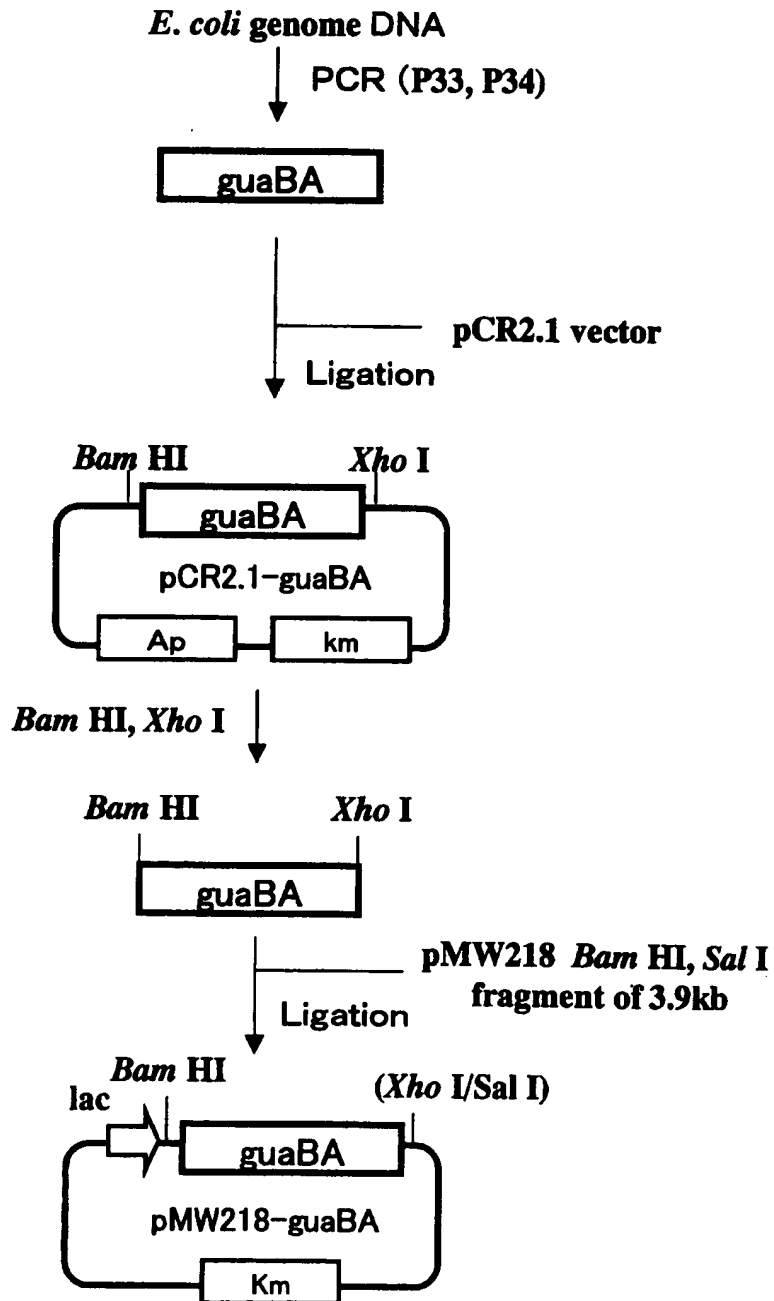 E. coli genome DNA
PCR (P33, P34)
guaBA
pCR2.1 vector
Ligation
Bam HI
Xho I
guaBA
pCR2.1-guaBA
Ap
km
Bam HI, Xho I
Bam HI
Xho I
guaBA
pMW218 Bam HI, Sal I
fragment of 3.9kb
Ligation
Bam HI
(Xho I/Sal I)
lac
guaBA
pMW218-guaBA
Km